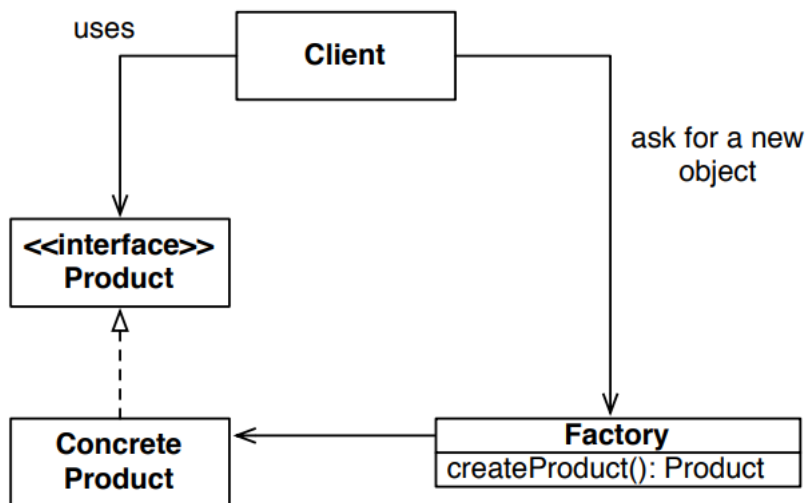 uses
Client
ask for a new
object
<<interface>>
Product
Concrete
Product
Factory
createProduct(): Product